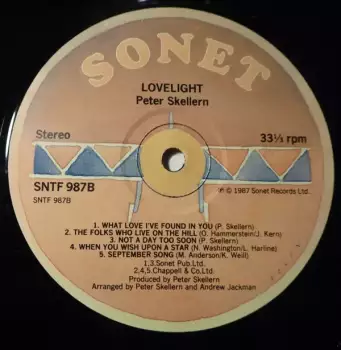 SONET
LOVELIGHT
Peter Skellern
Stereo
33⅓ rpm
SNTF 987B
SNTF 987B
℗ © 1987 Sonet Records Ltd.
1. WHAT LOVE I'VE FOUND IN YOU (P. Skellern)
2. THE FOLKS WHO LIVE ON THE HILL (O. Hammerstein/J. Kern)
3. NOT A DAY TOO SOON (P. Skellern)
4. WHEN YOU WISH UPON A STAR (N. Washington/L. Harline)
5. SEPTEMBER SONG (M. Anderson/K. Weill)
1,3.Sonet Pub.Ltd.
2,4,5.Chappell & Co.Ltd.
Produced by Peter Skellern
Arranged by Peter Skellern and Andrew Jackman